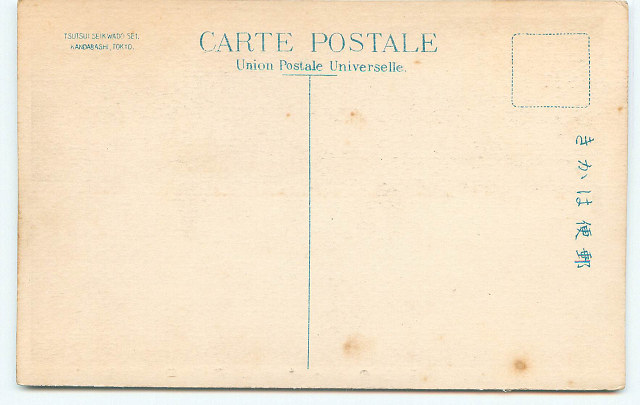 TSUTSUI SEIKWADO SEI,
KANDABASHI, TOKYO.
CARTE POSTALE
Union Postale Universelle.
郵便はかき